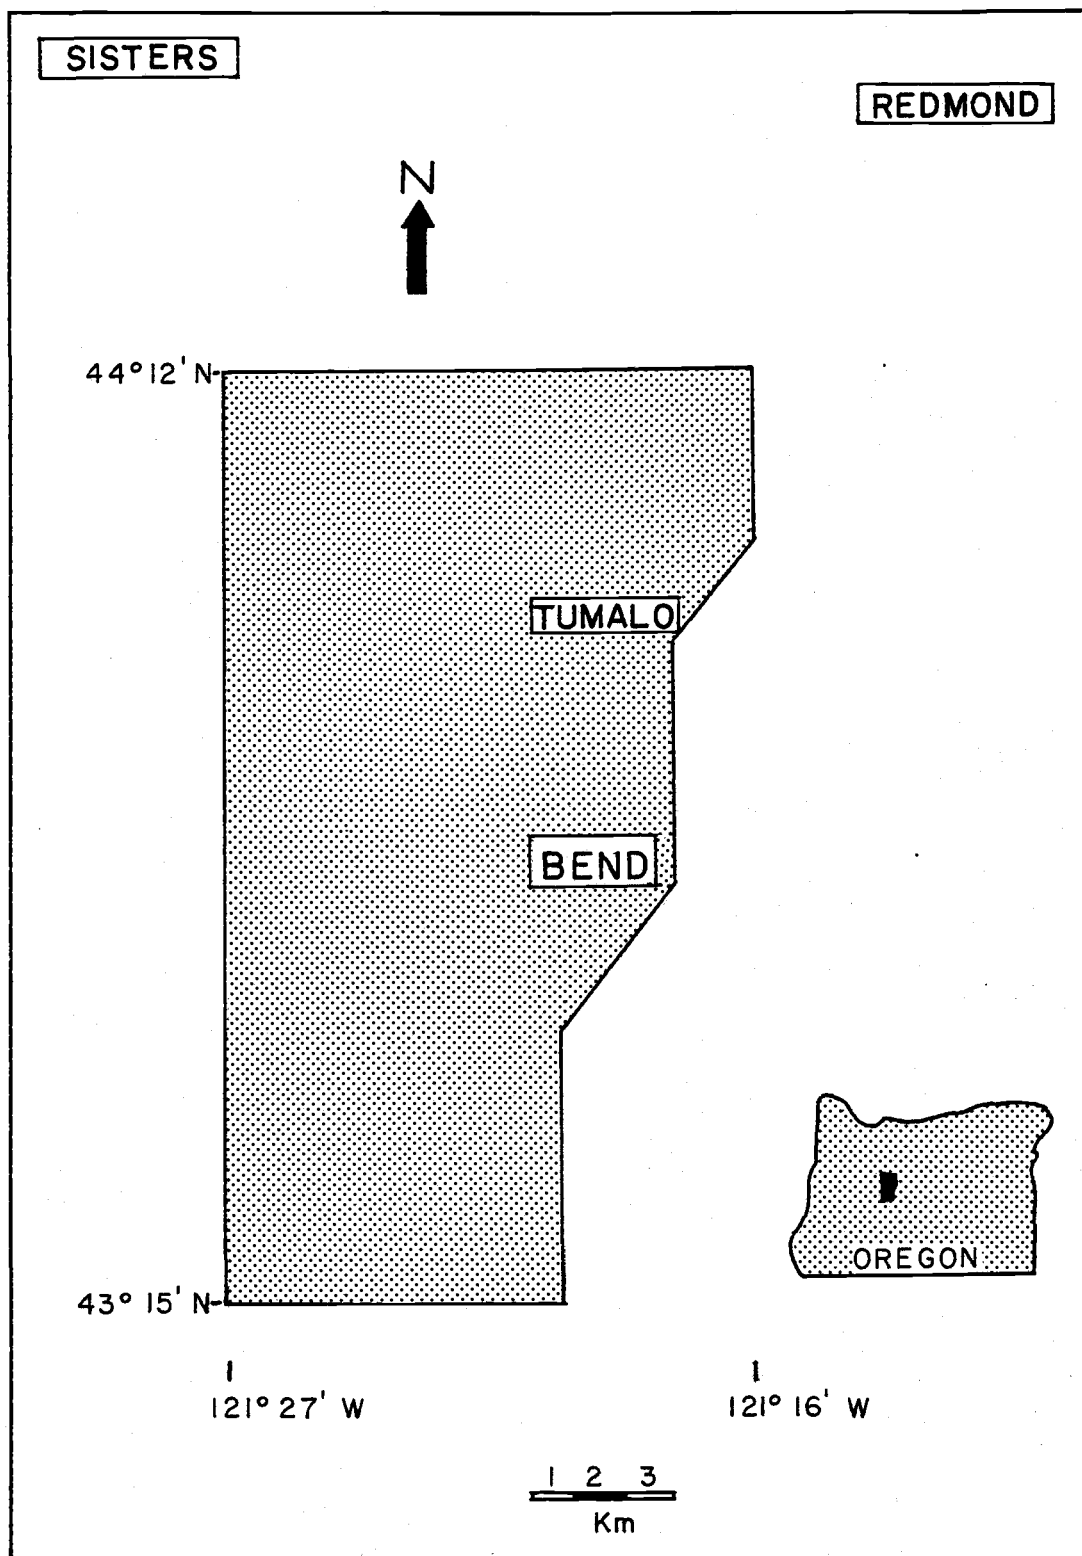 SISTERS
REDMOND
N
44° 12' N
TUMALO
BEND
OREGON
43° 15' N
121° 27' W
121° 16' W
1 2 3
Km